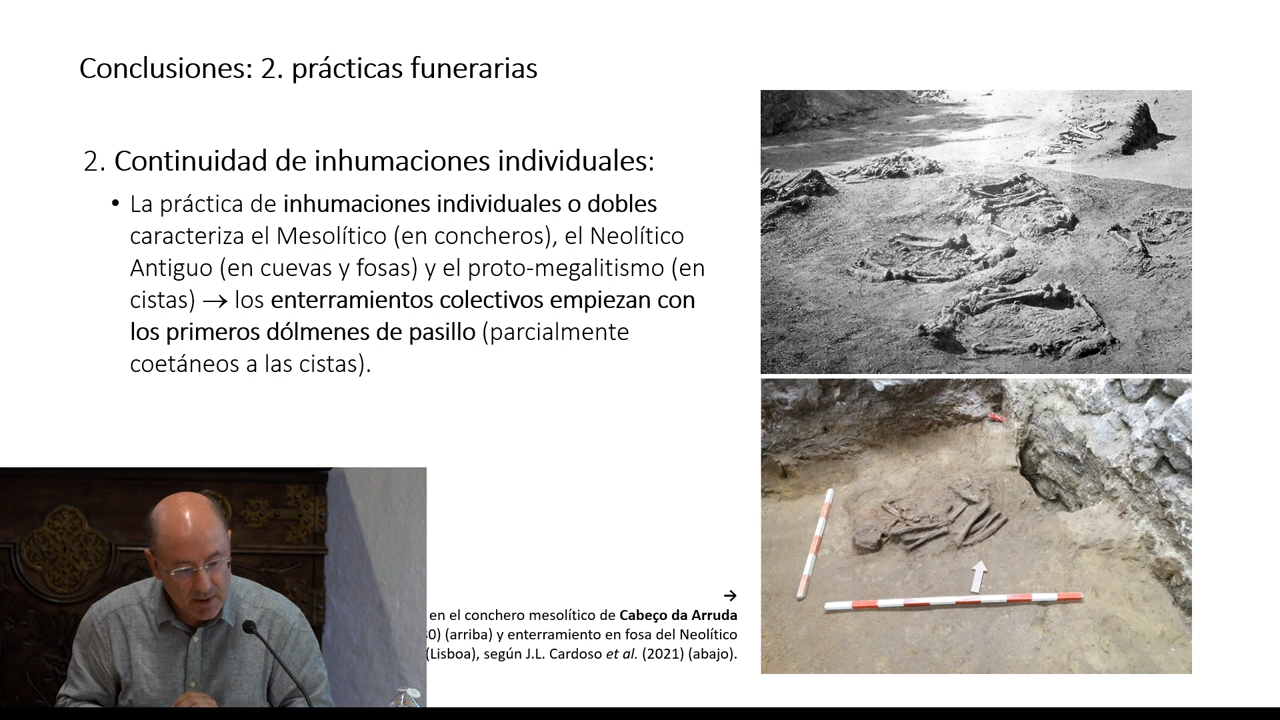 Conclusiones: 2. prácticas funerarias
2. Continuidad de inhumaciones individuales:
• La práctica de inhumaciones individuales o dobles
caracteriza el Mesolítico (en concheros), el Neolítico
Antiguo (en cuevas y fosas) y el proto-megalitismo (en
cistas) → los enterramientos colectivos empiezan con
los primeros dólmenes de pasillo (parcialmente
coetáneos a las cistas).
→
en el conchero mesolítico de Cabeço da Arruda
0) (arriba) y enterramiento en fosa del Neolítico
(Lisboa), según J.L. Cardoso et al. (2021) (abajo).